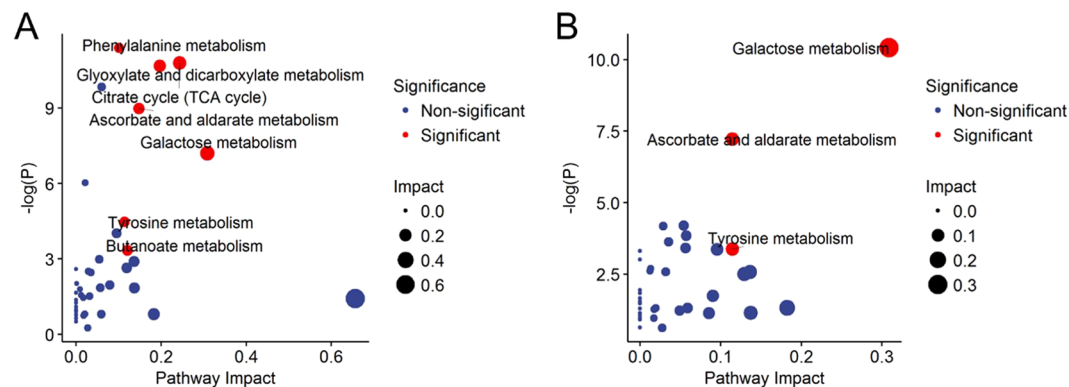 A
Phenylalanine metabolism
Glyoxylate and dicarboxylate metabolism
Citrate cycle (TCA cycle)
Ascorbate and aldarate metabolism
Galactose metabolism
Tyrosine metabolism
Butanoate metabolism
-log(P)
9
6
3
0
0.0 0.2 0.4 0.6
Pathway Impact
Significance
Non-sigificant
Significant
Impact
0.0
0.2
0.4
0.6
B
Galactose metabolism
Ascorbate and aldarate metabolism
Tyrosine metabolism
-log(P)
10.0
7.5
5.0
2.5
0.0 0.1 0.2 0.3
Pathway Impact
Significance
Non-sigificant
Significant
Impact
0.0
0.1
0.2
0.3